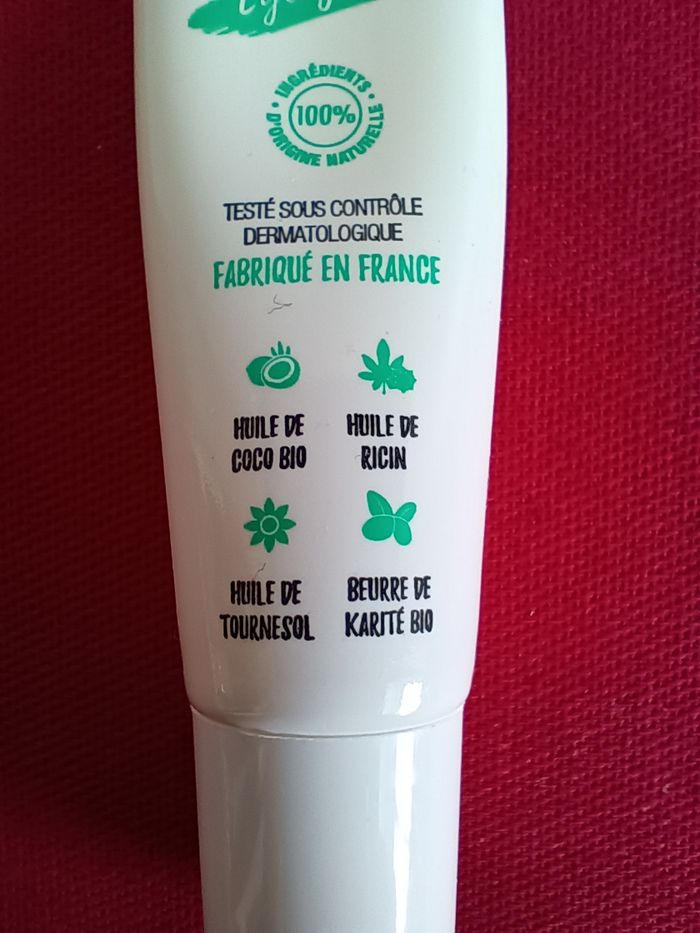 INGRÉDIENTS
100%
D'ORIGINE NATURELLE
TESTÉ SOUS CONTRÔLE
DERMATOLOGIQUE
FABRIQUÉ EN FRANCE
HUILE DE
COCO BIO
HUILE DE
RICIN
HUILE DE
TOURNESOL
BEURRE DE
KARITÉ BIO